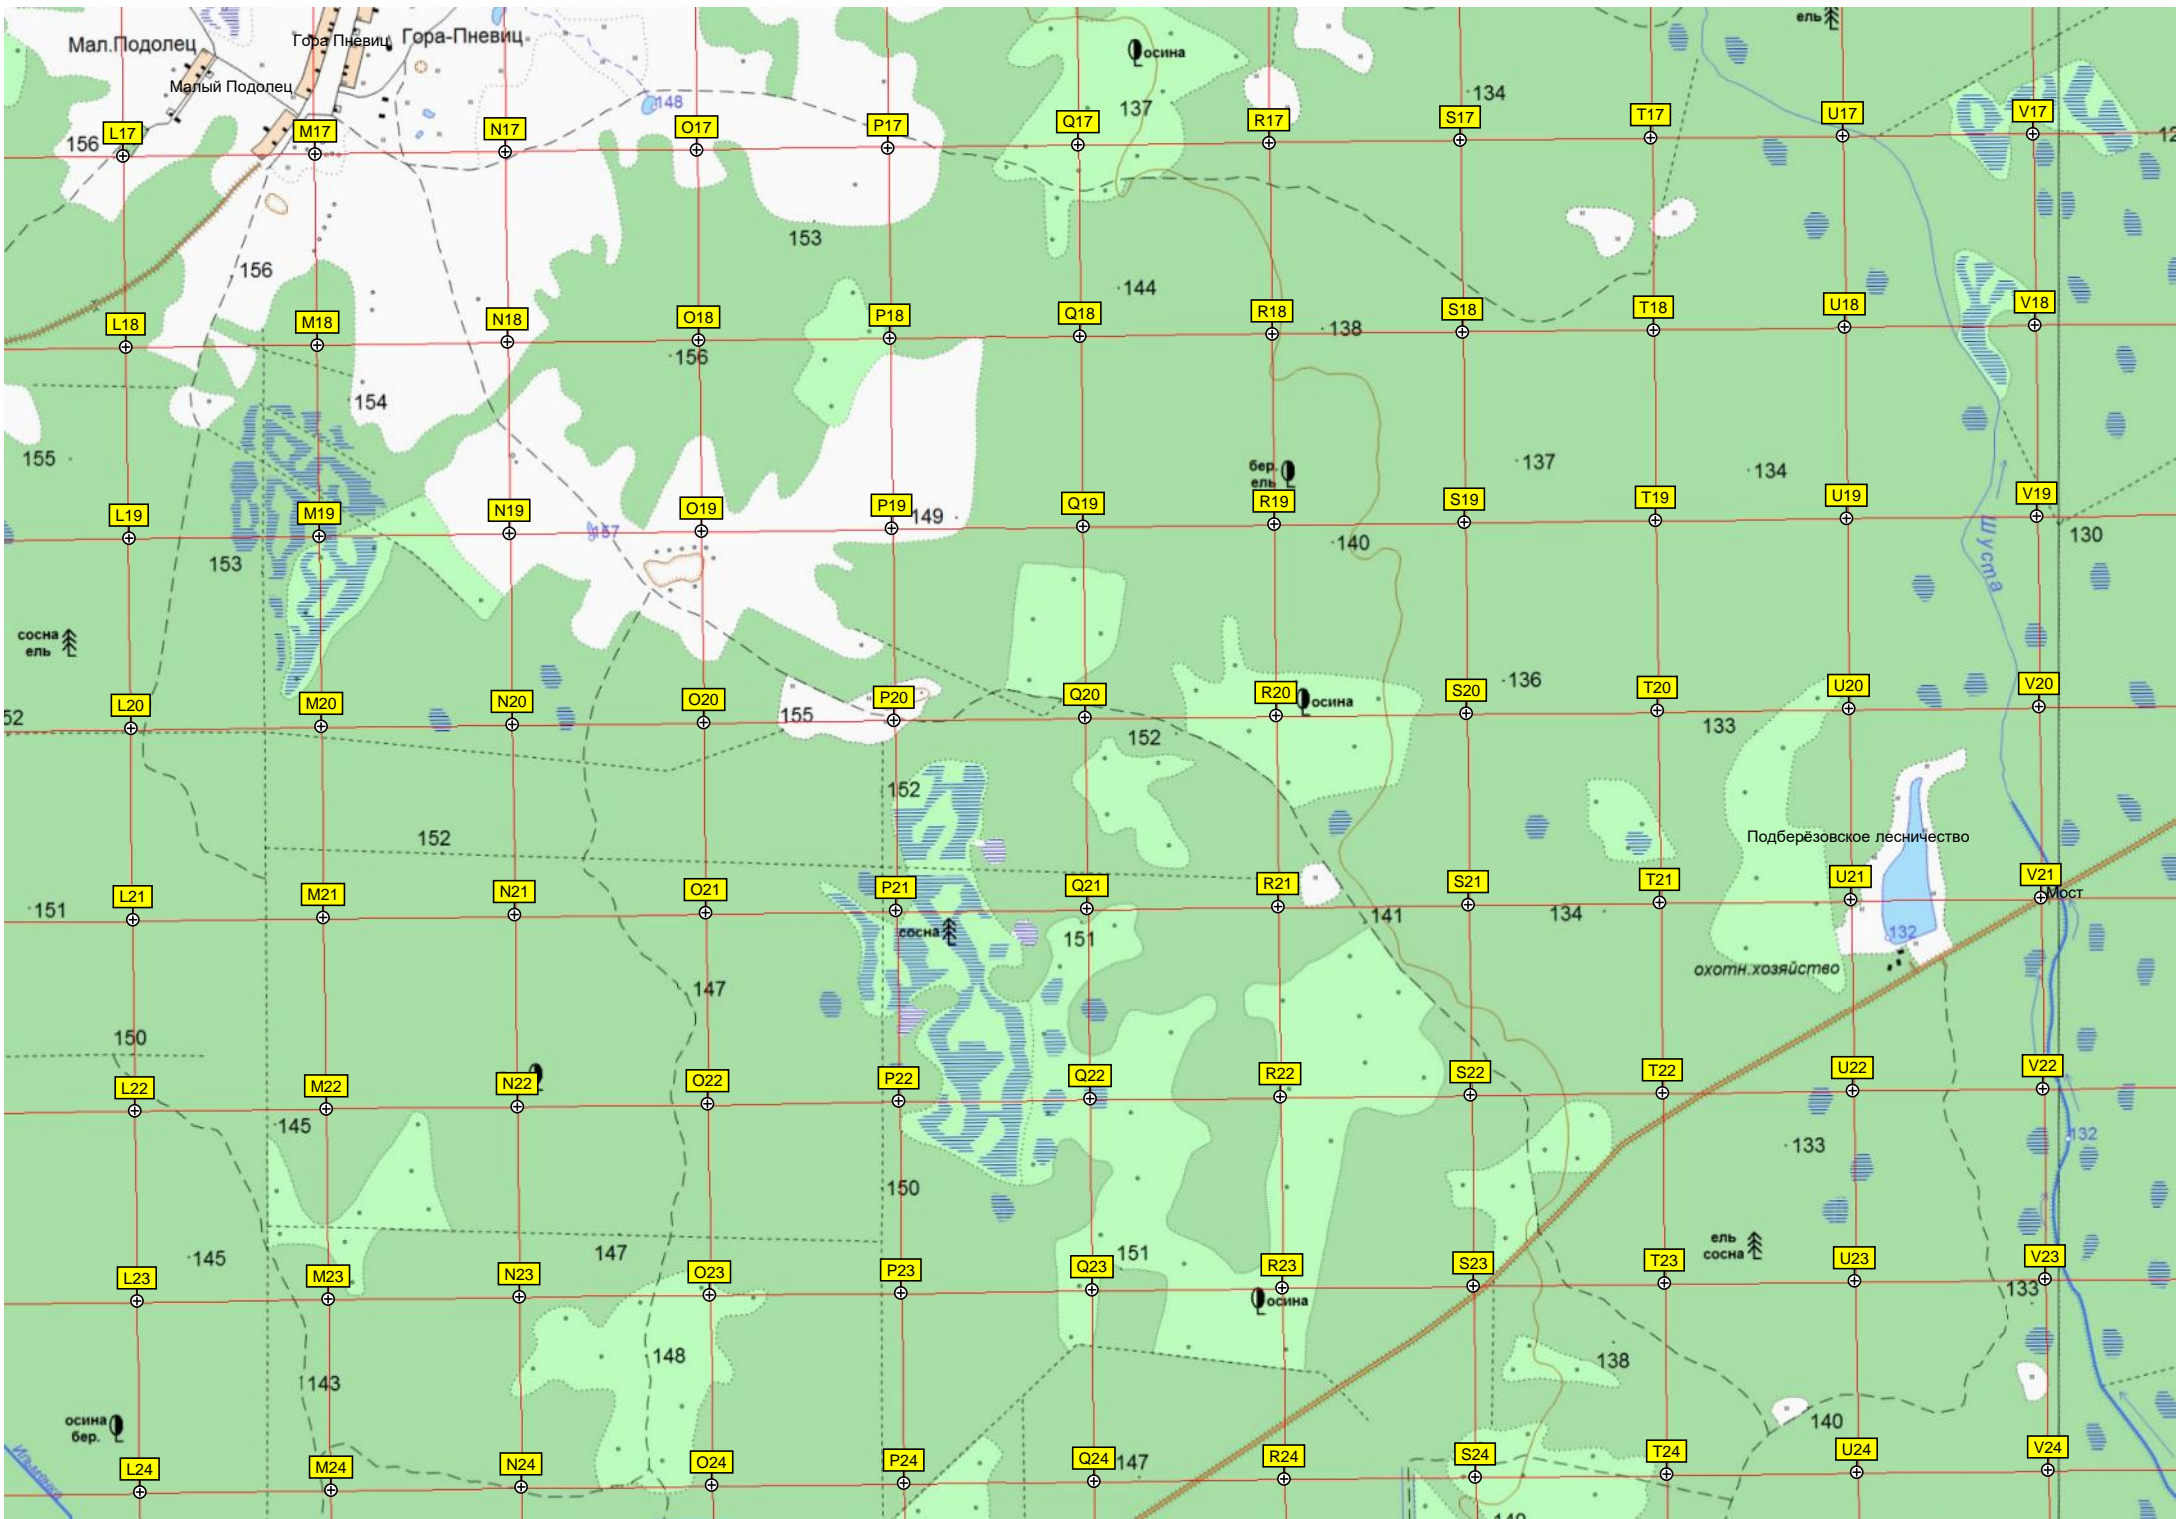 ель
Мал.Подолец
Гора Пневиц
Гора-Пневиц
осина
Малый Подолец
148
137
134
L17 M17 N17 O17 P17 Q17 R17 S17 T17 U17 V17
156
153
156
144
L18 M18 N18 O18 P18 Q18 R18 S18 T18 U18 V18
138
156
154
155
137
134
бер.
ель
L19 M19 N19 O19 P19 Q19 R19 S19 T19 U19 V19
149
157
140
130
Шуста
153
сосна
ель
136
L20 M20 N20 O20 P20 Q20 R20 S20 T20 U20 V20
осина
52
155
152
133
152
152
Подберёзовское лесничество
L21 M21 N21 O21 P21 Q21 R21 S21 T21 U21 V21
Мост
151
141
134
сосна
151
132
охотн.хозяйство
147
150
L22 M22 N22 O22 P22 Q22 R22 S22 T22 U22 V22
145
132
133
150
ель
сосна
145
147
151
L23 M23 N23 O23 P23 Q23 R23 S23 T23 U23 V23
133
осина
148
138
143
осина
бер.
140
Ильменка
L24 M24 N24 O24 P24 Q24 R24 S24 T24 U24 V24
147